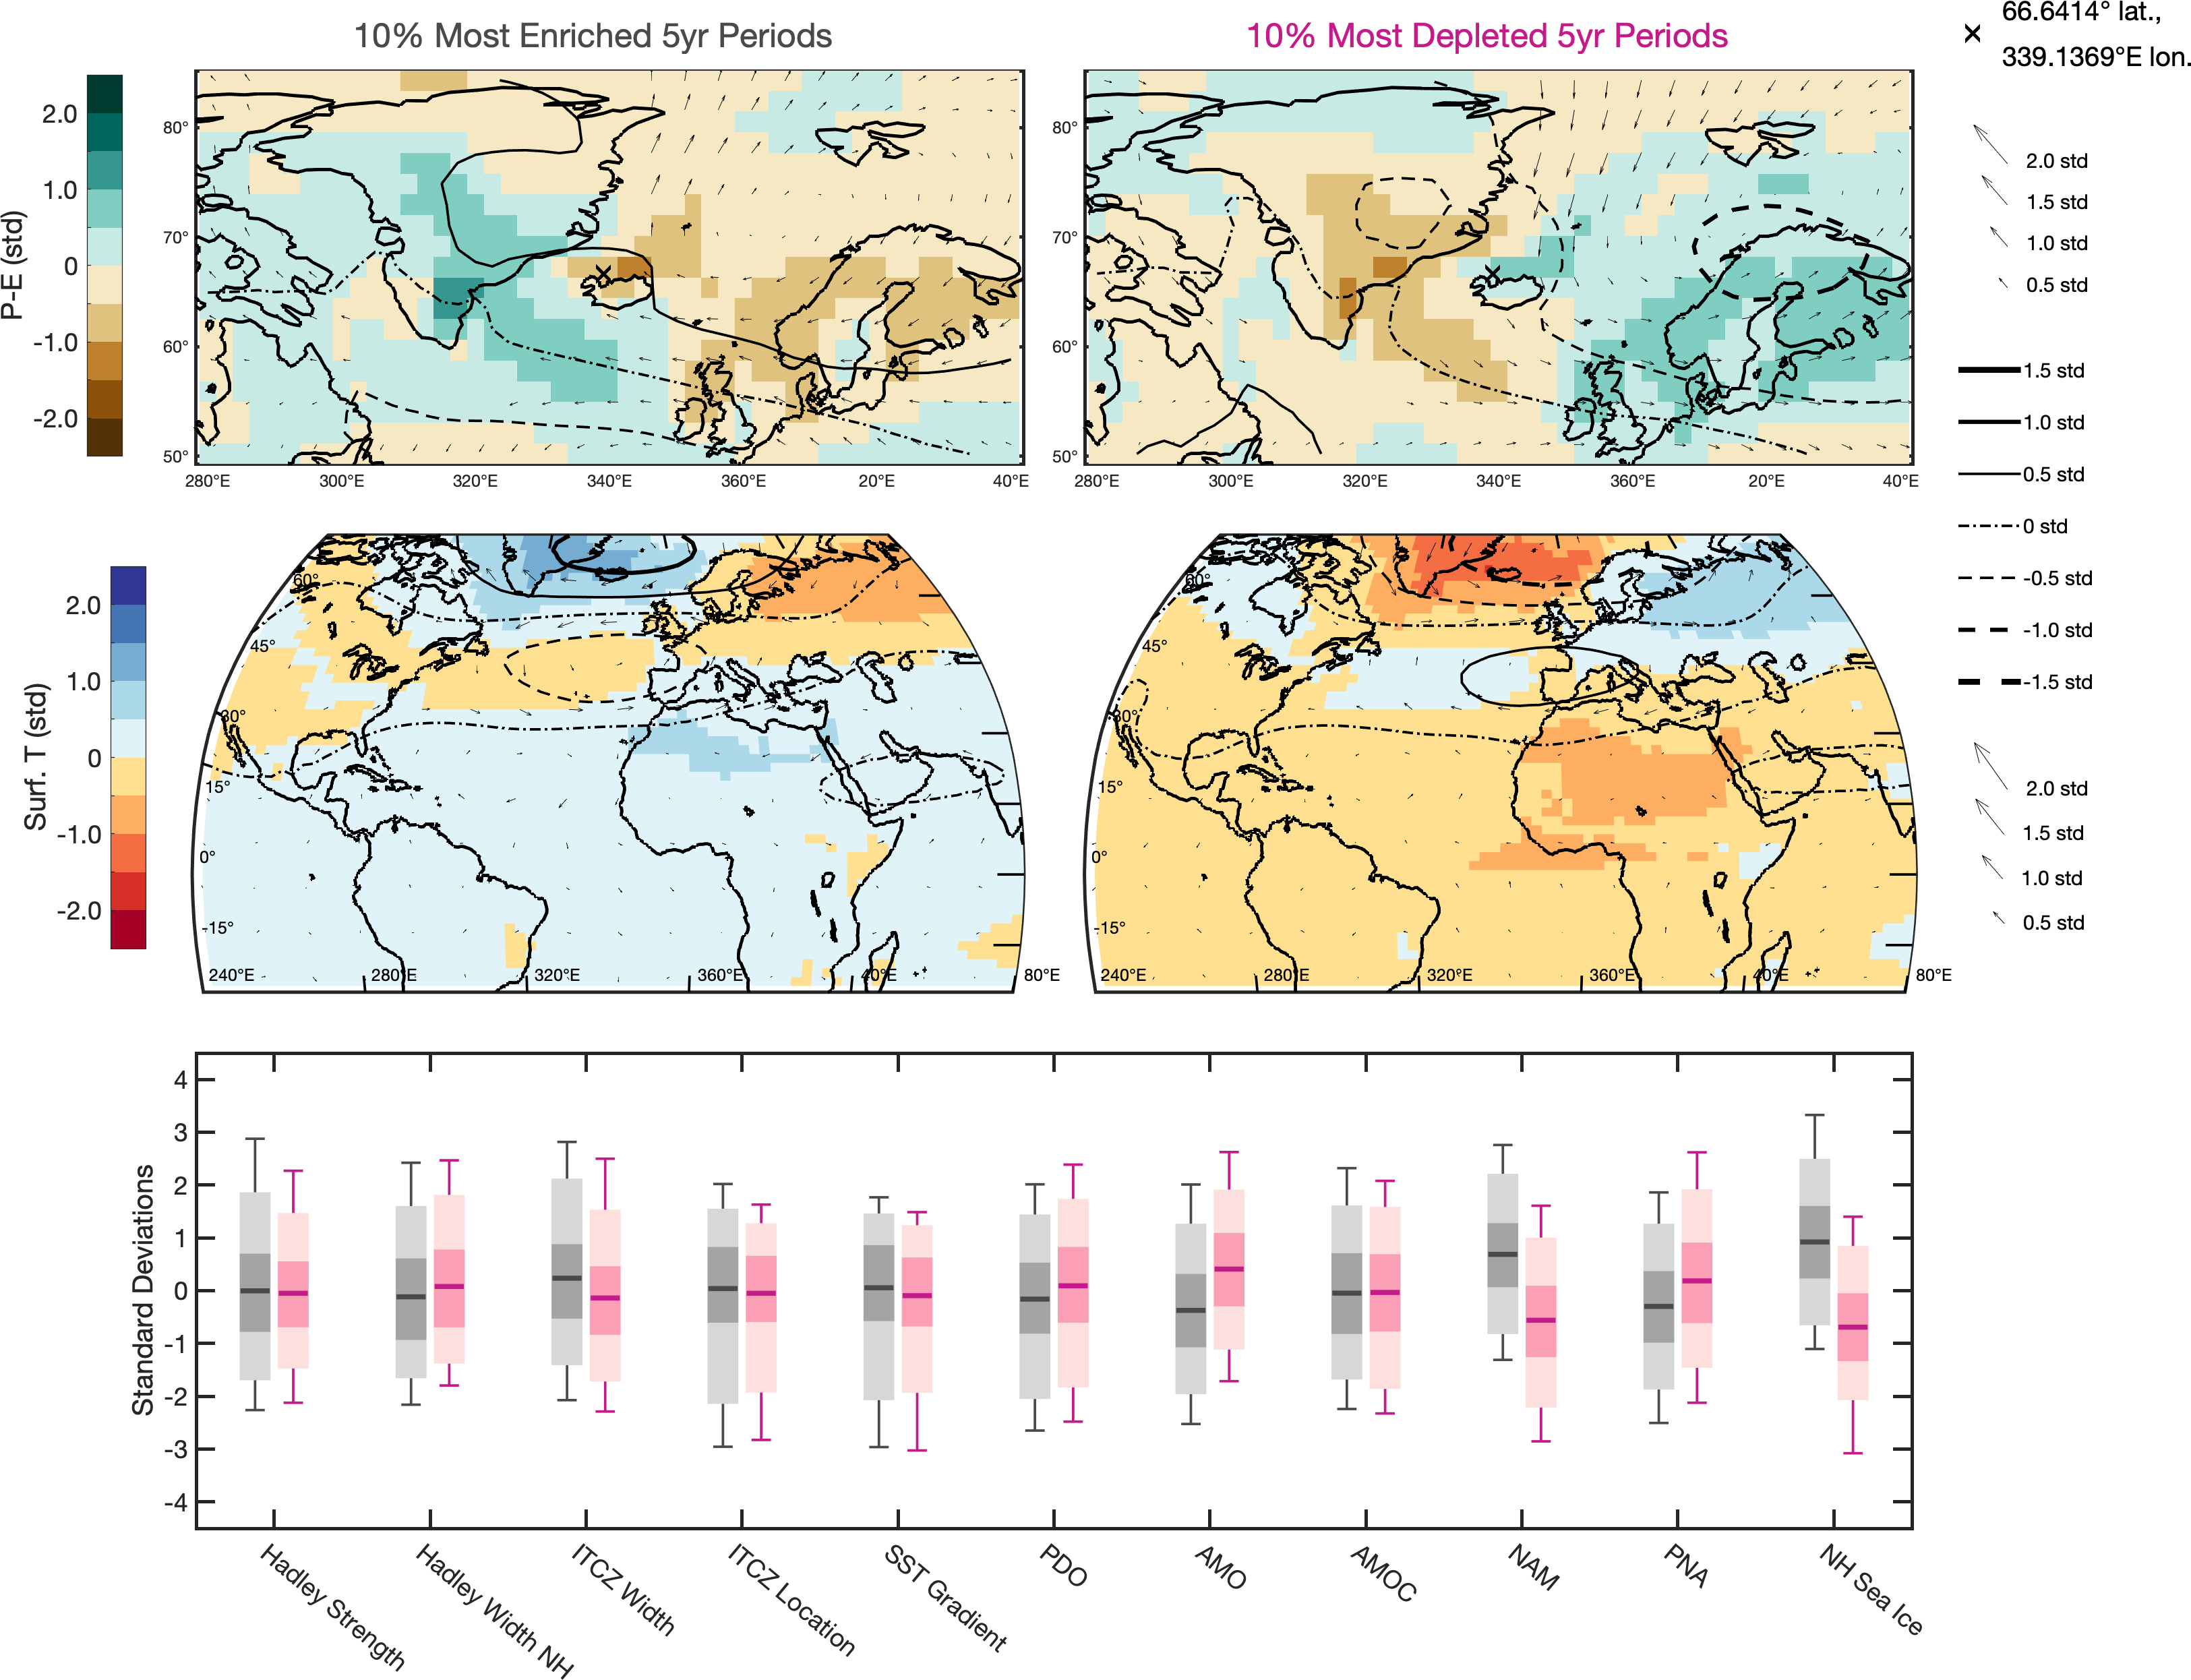 10% Most Enriched 5yr Periods
10% Most Depleted 5yr Periods
66.6414° lat.,
339.1369°E lon.
P-E (std)
2.0
1.0
0
-1.0
-2.0
80°
70°
60°
50°
280°E
300°E
320°E
340°E
360°E
20°E
40°E
80°
70°
60°
50°
280°E
300°E
320°E
340°E
360°E
20°E
40°E
2.0 std
1.5 std
1.0 std
0.5 std
1.5 std
1.0 std
0.5 std
0 std
-0.5 std
-1.0 std
-1.5 std
2.0 std
1.5 std
1.0 std
0.5 std
Surf. T (std)
2.0
1.0
0
-1.0
-2.0
60°
45°
30°
15°
0°
-15°
240°E
280°E
320°E
360°E
40°E
80°E
60°
45°
30°
15°
0°
-15°
240°E
280°E
320°E
360°E
40°E
80°E
Standard Deviations
4
3
2
1
0
-1
-2
-3
-4
Hadley Strength
Hadley Width NH
ITCZ Width
ITCZ Location
SST Gradient
PDO
AMO
AMOC
NAM
PNA
NH Sea Ice